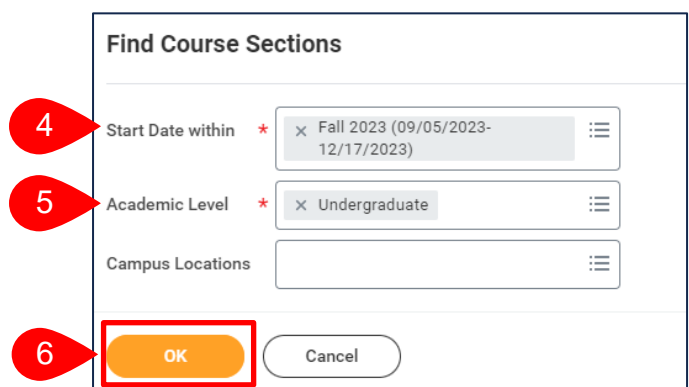 Find Course Sections
4
Start Date within * × Fall 2023 (09/05/2023-
12/17/2023)
5
Academic Level * × Undergraduate
Campus Locations
6
OK Cancel